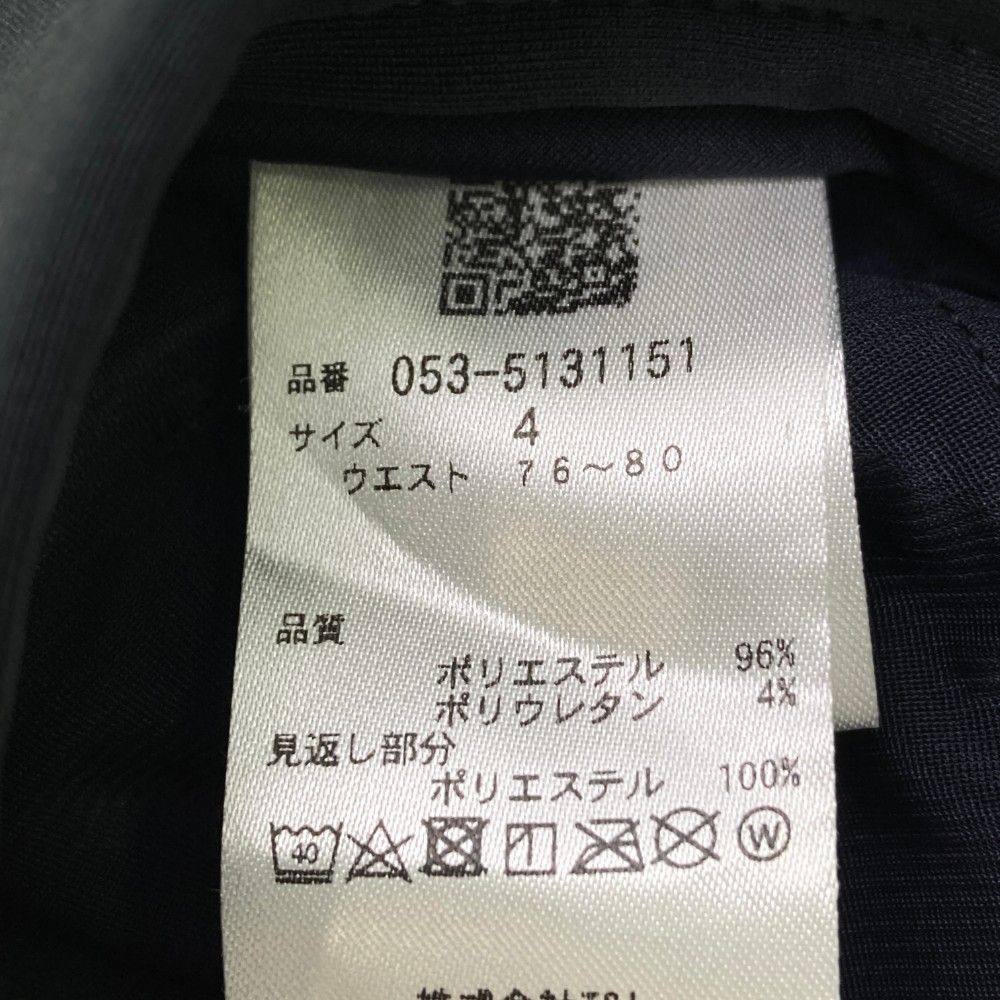 品番 053-5131151
サイズ 4
ウエスト 76～80
品質
ポリエステル 96%
ポリウレタン 4%
見返し部分
ポリエステル 100%
40 W